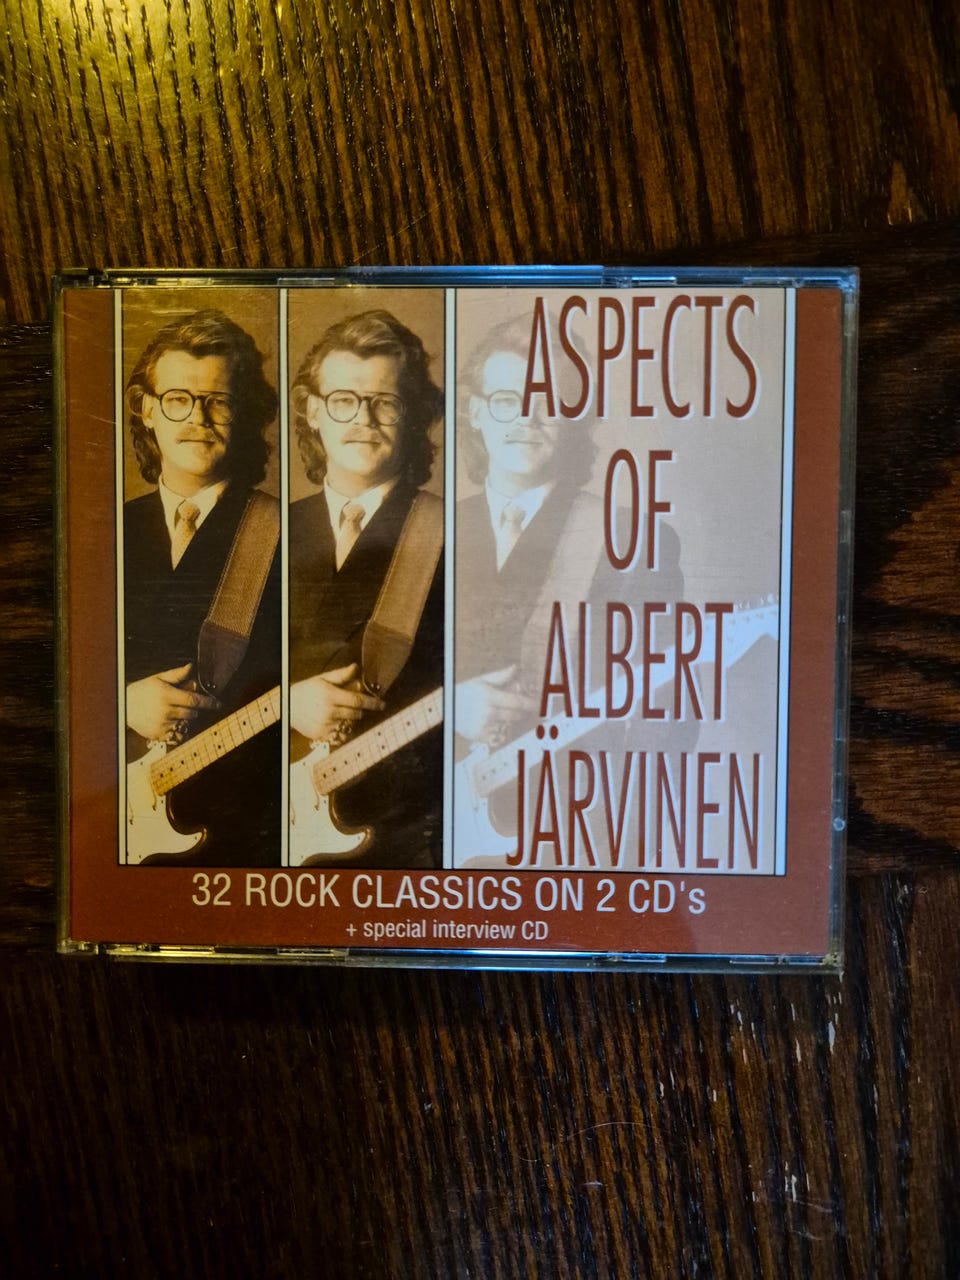 ASPECTS
OF
ALBERT
JÄRVINEN
32 ROCK CLASSICS ON 2 CD's
+ special interview CD